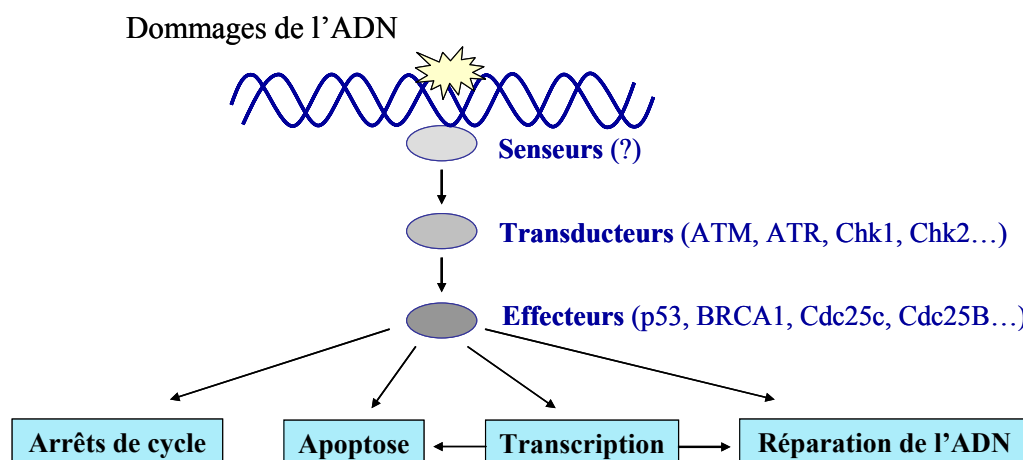 Dommages de l’ADN
Senseurs (?)
Transducteurs (ATM, ATR, Chk1, Chk2…)
Effecteurs (p53, BRCA1, Cdc25c, Cdc25B…)
Arrêts de cycle
Apoptose
Transcription
Réparation de l’ADN